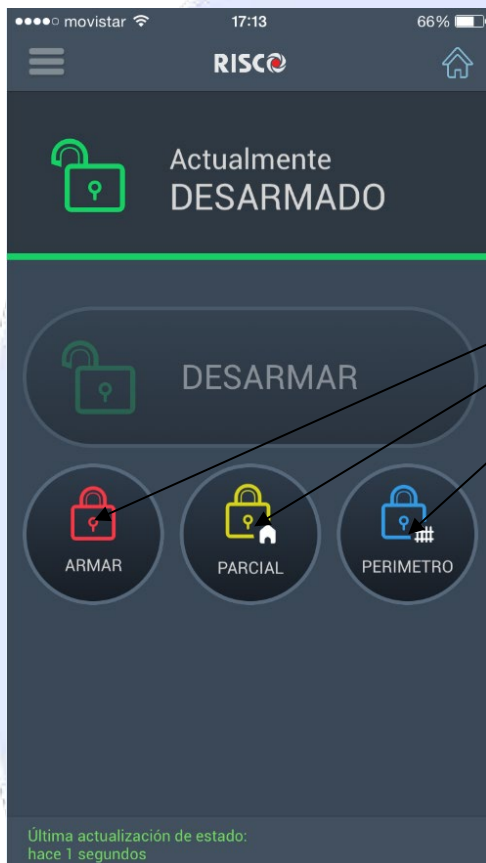 movistar 17:13 66%
RISCO
Actualmente
DESARMADO
DESARMAR
ARMAR PARCIAL PERIMETRO
Última actualización de estado:
hace 1 segundos